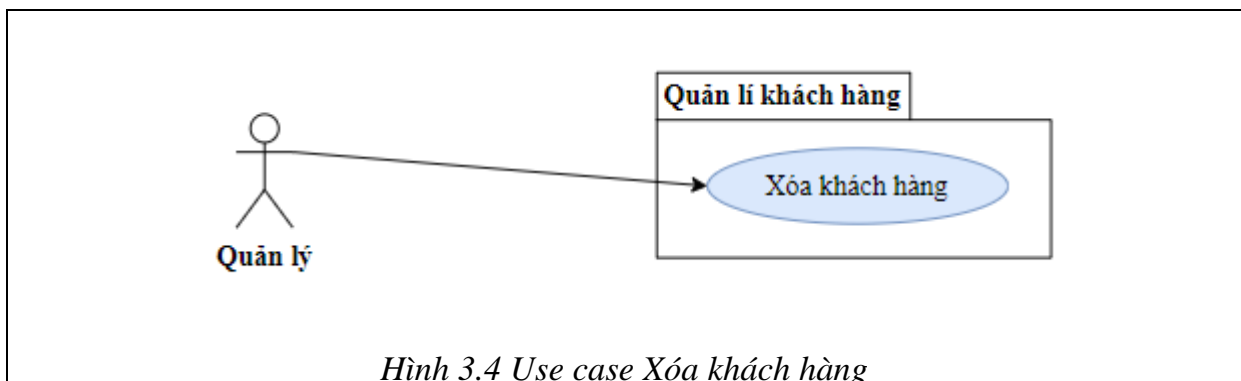 Quản lí khách hàng
Xóa khách hàng
Quản lý
Hình 3.4 Use case Xóa khách hàng